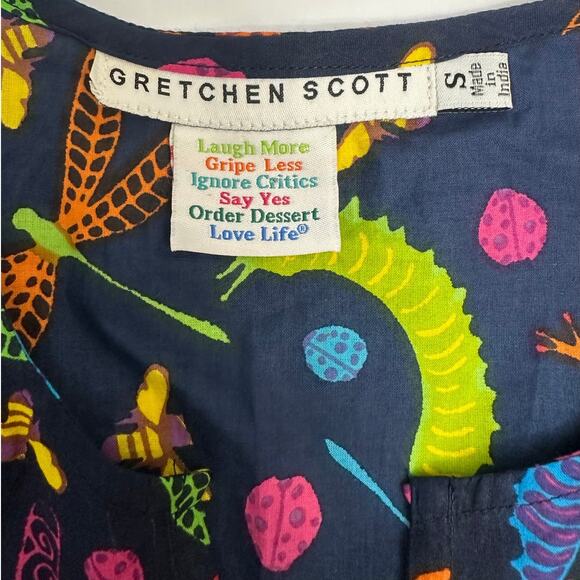 GRETCHEN SCOTT
S
Made
in
India
Laugh More
Gripe Less
Ignore Critics
Say Yes
Order Dessert
Love Life®